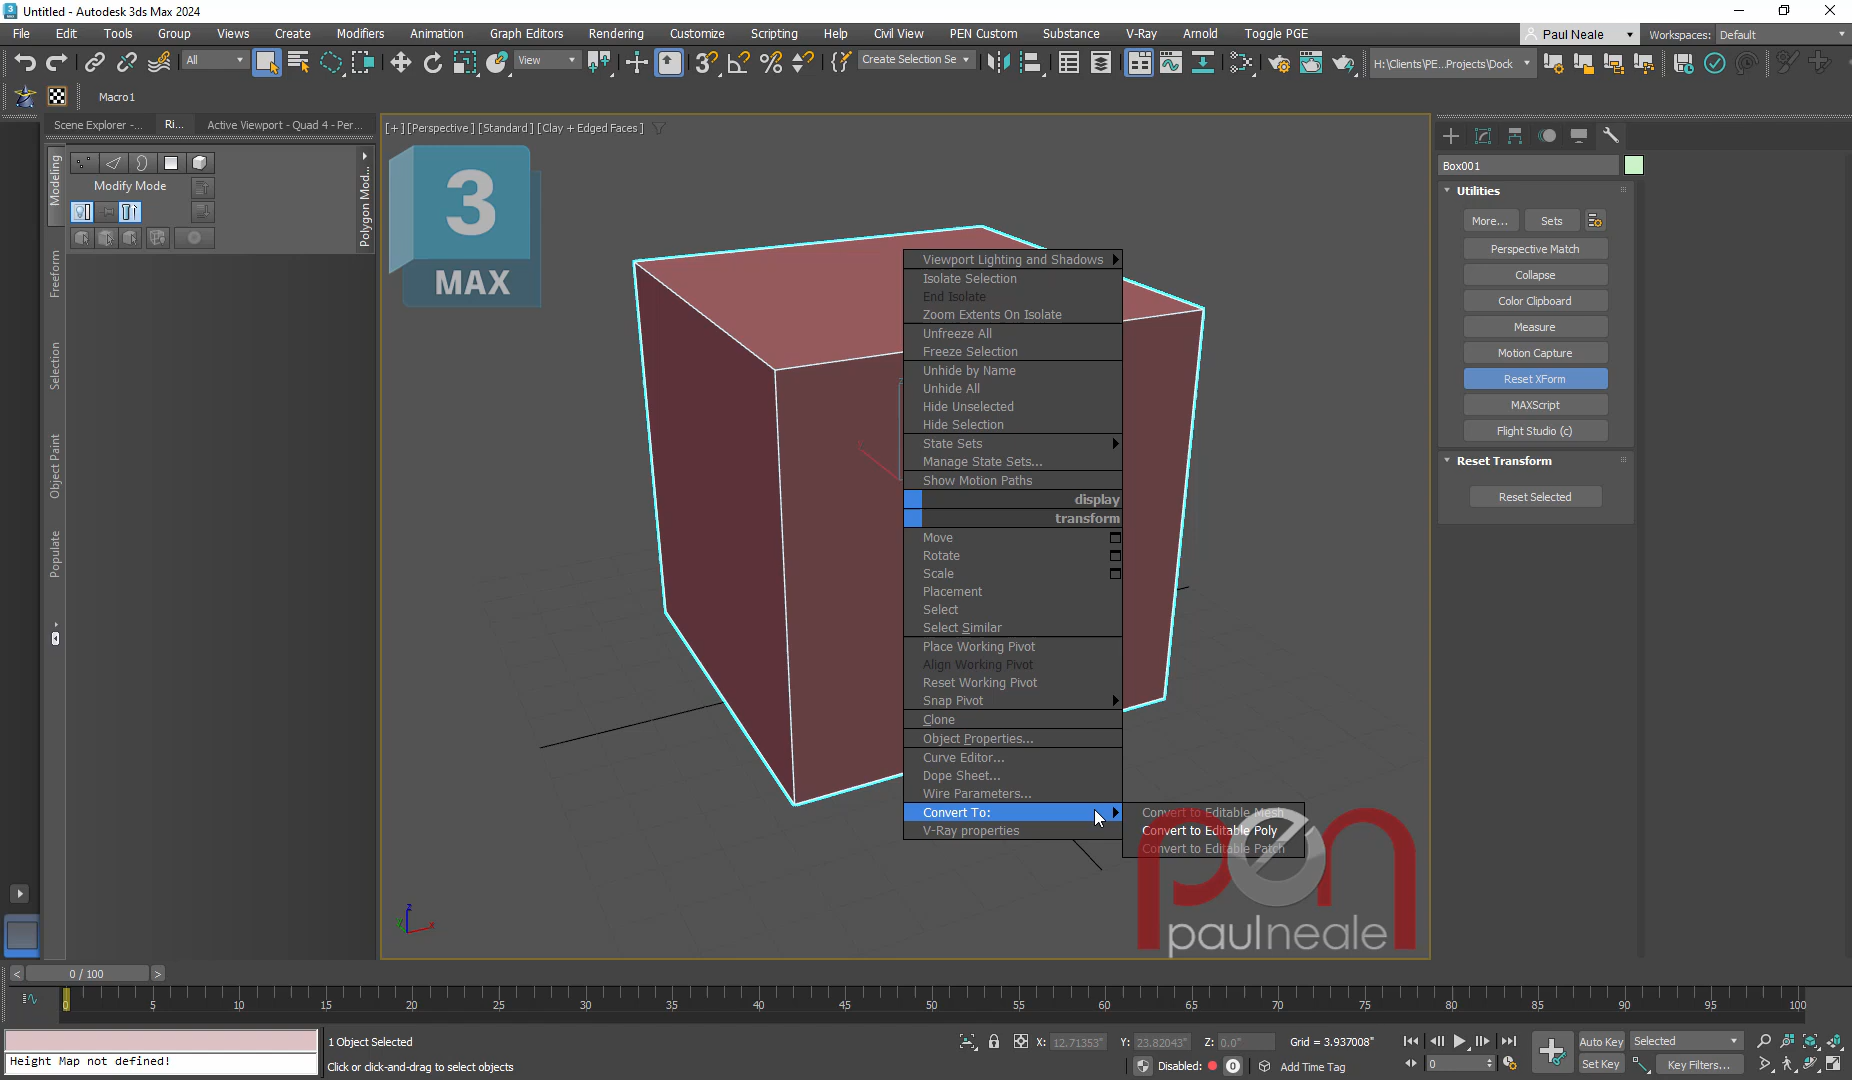 Untitled - Autodesk 3ds Max 2024
File Edit Tools Group Views Create Modifiers Animation Graph Editors Rendering Customize Scripting Help Civil View PEN Custom Substance V-Ray Arnold Toggle PGE Paul Neale Workspaces: Default
All View Create Selection Se H:\Clients\PE...Projects\Dock
Macro1
Scene Explorer -... Ri... Active Viewport - Quad 4 - Per...
[+] [Perspective] [Standard] [Clay + Edged Faces]
Modeling
Freeform
Selection
Object Paint
Populate
Modify Mode
Polygon Mod...
3
MAX
Viewport Lighting and Shadows
Isolate Selection
End Isolate
Zoom Extents On Isolate
Unfreeze All
Freeze Selection
Unhide by Name
Unhide All
Hide Unselected
Hide Selection
State Sets
Manage State Sets...
Show Motion Paths
display
transform
Move
Rotate
Scale
Placement
Select
Select Similar
Place Working Pivot
Align Working Pivot
Reset Working Pivot
Snap Pivot
Clone
Object Properties...
Curve Editor...
Dope Sheet...
Wire Parameters...
Convert To:
V-Ray properties
Convert to Editable Mesh
Convert to Editable Poly
Convert to Editable Patch
pen
paulneale
Box001
Utilities
More... Sets
Perspective Match
Collapse
Color Clipboard
Measure
Motion Capture
Reset XForm
MAXScript
Flight Studio (c)
Reset Transform
Reset Selected
z
x
y
< 0 / 100 >
0 5 10 15 20 25 30 35 40 45 50 55 60 65 70 75 80 85 90 95 100
Height Map not defined!
1 Object Selected
Click or click-and-drag to select objects
X: 12.71353" Y: 23.82043" Z: 0.0" Grid = 3.937008"
Disabled: 0 Add Time Tag
0
Auto Key Selected
Set Key Key Filters...